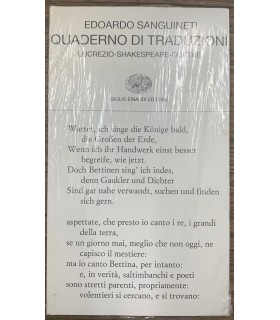 EDOARDO SANGUINETI
QUADERNO DI TRADUZIONI
LUCREZIO-SHAKESPEARE-GOETHE
GIULIO EINAUDI EDITORE
Wartet, ich singe die Könige bald,
die Großen der Erde,
Wenn ich ihr Handwerk einst besser
begreife, wie jetzt.
Doch Bettinen sing' ich indes;
denn Gaukler und Dichter
Sind gar nahe verwandt, suchen und finden
sich gern.
aspettate, che presto io canto i re, i grandi
della terra,
se un giorno mai, meglio che non oggi, ne
capisco il mestiere:
ma io canto Bettina, per intanto:
e, in verità, saltimbanchi e poeti
sono stretti parenti, propriamente:
volentieri si cercano, e si trovano: